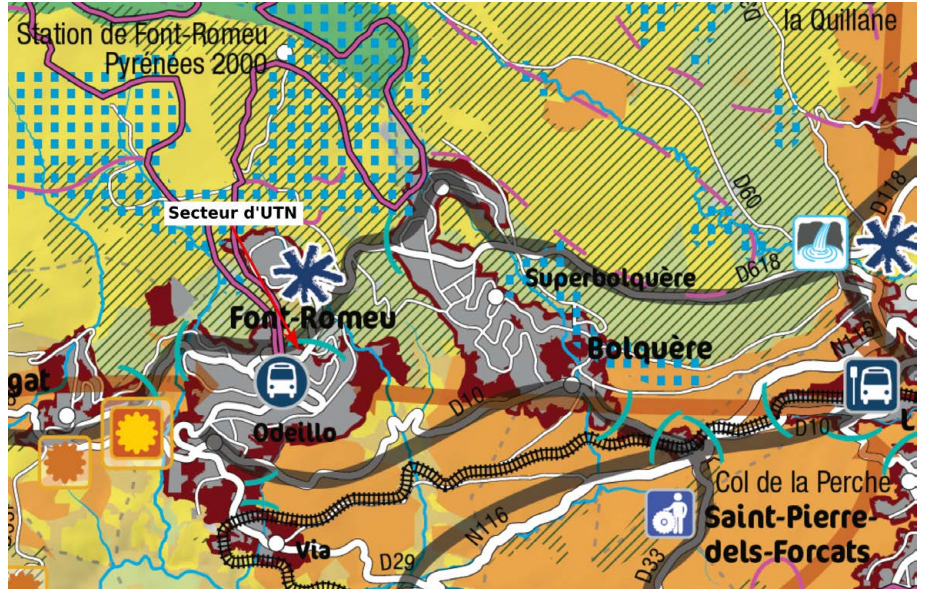 Station de Font-Romeu
Pyrénées 2000
la Quillane
D60
D118
Secteur d'UTN
D618
Superbolquère
Font-Romeu
Bolquère
N116
gat
D10
Odeillo
D10
L
Col de la Perche
Saint-Pierre-
dels-Forcats
N116
Via
D29
D33